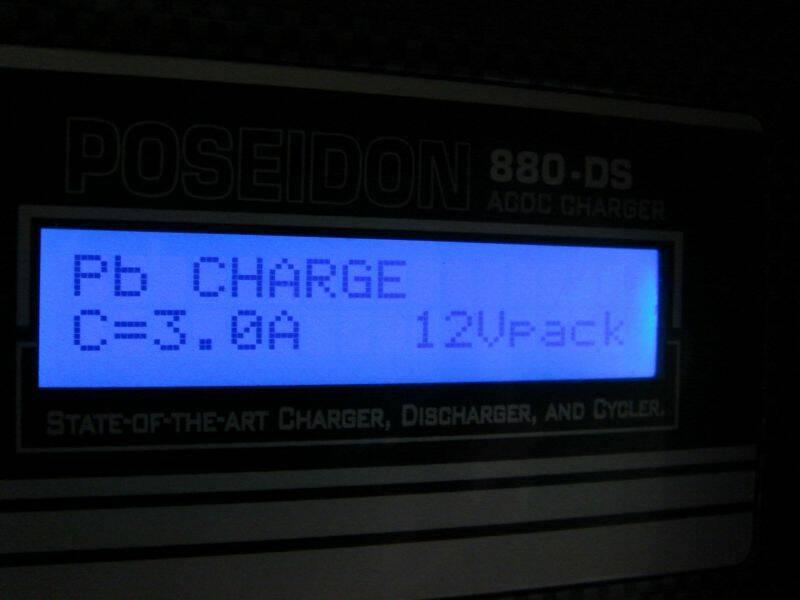 POSEIDON 880-DS
ACDC CHARGER
Pb CHARGE
C=3.0A 12Vpack
STATE-OF-THE-ART CHARGER, DISCHARGER, AND CYCLER.